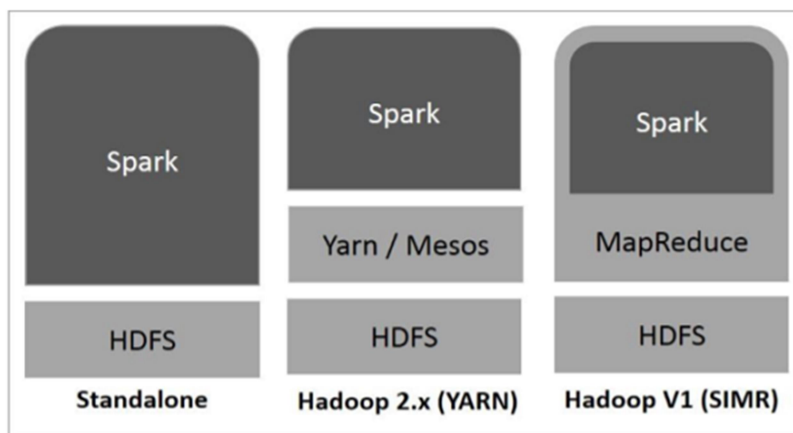 Spark
HDFS
Standalone
Spark
Yarn / Mesos
HDFS
Hadoop 2.x (YARN)
Spark
MapReduce
HDFS
Hadoop V1 (SIMR)